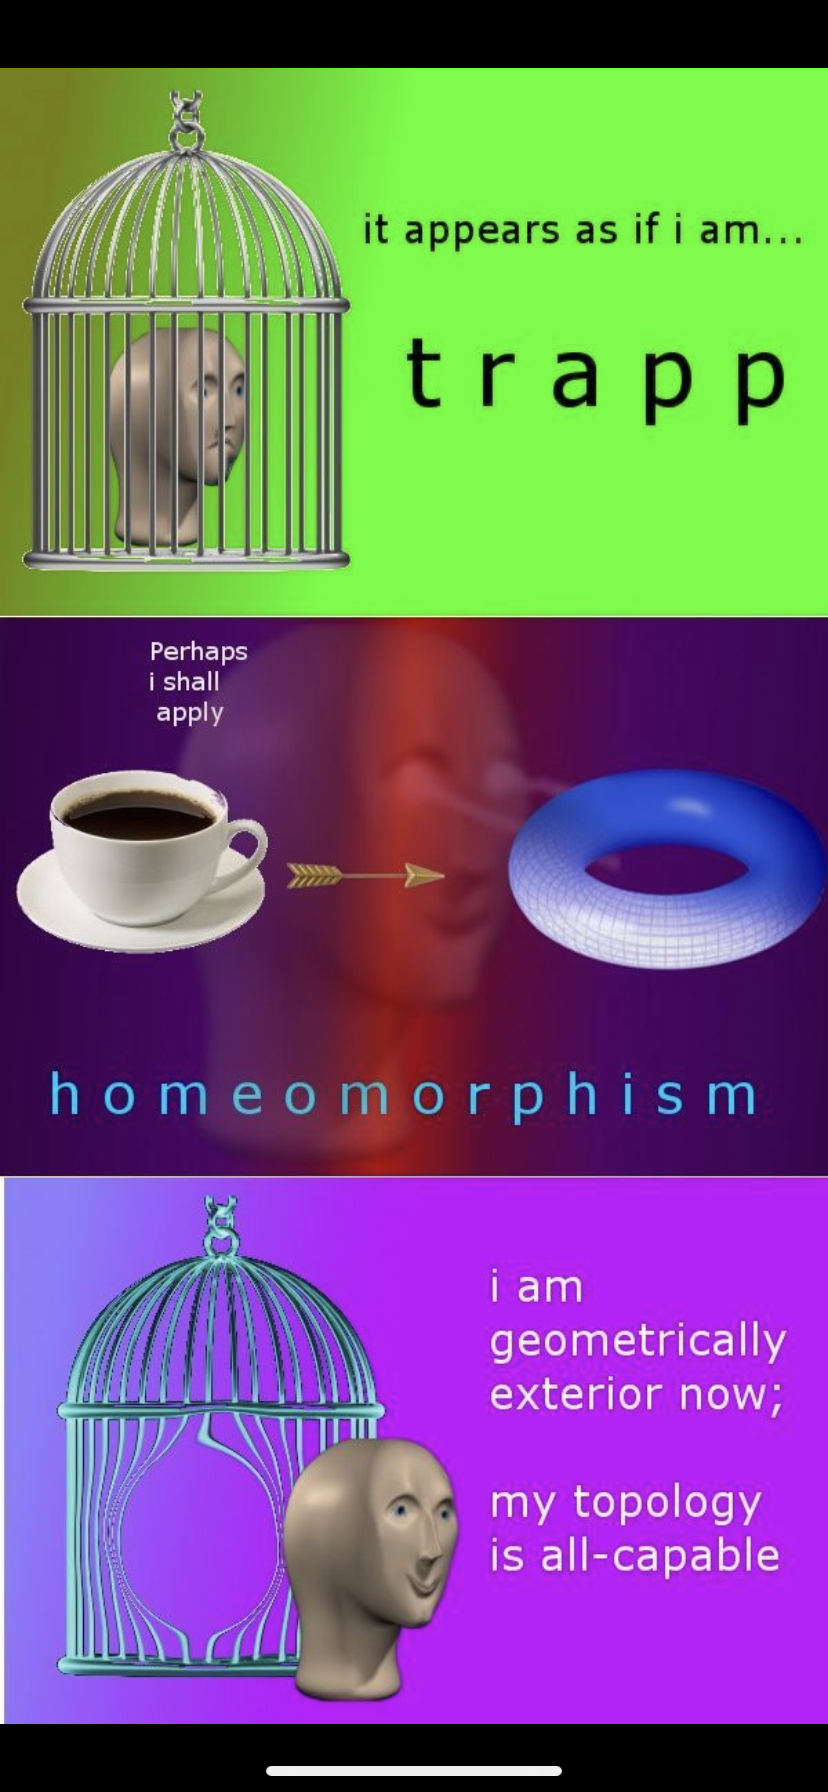 it appears as if i am...
t r a p p
Perhaps
i shall
apply
h o m e o m o r p h i s m
i am
geometrically
exterior now;
my topology
is all-capable